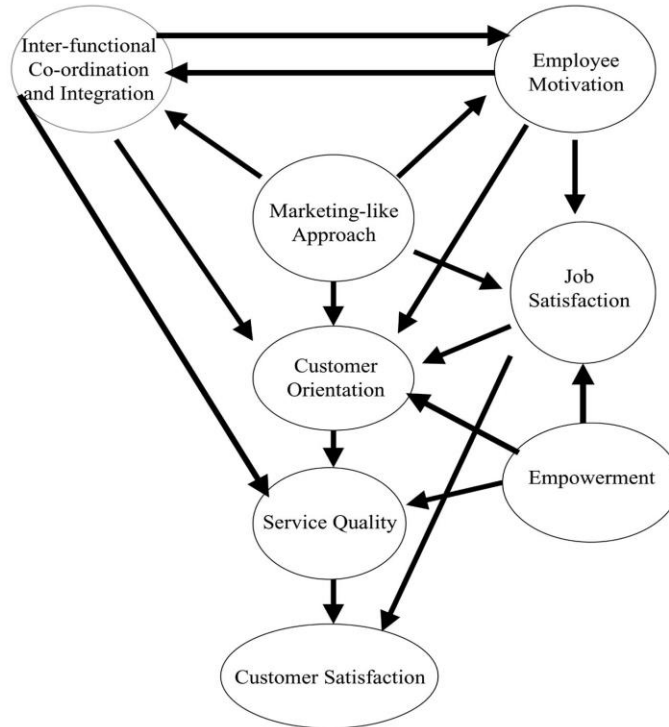 Inter-functional
Co-ordination
and Integration
Employee
Motivation
Marketing-like
Approach
Job
Satisfaction
Customer
Orientation
Empowerment
Service Quality
Customer Satisfaction